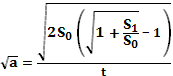 √a = √(2S₀(√(1 + S₁/S₀) − 1)) / t